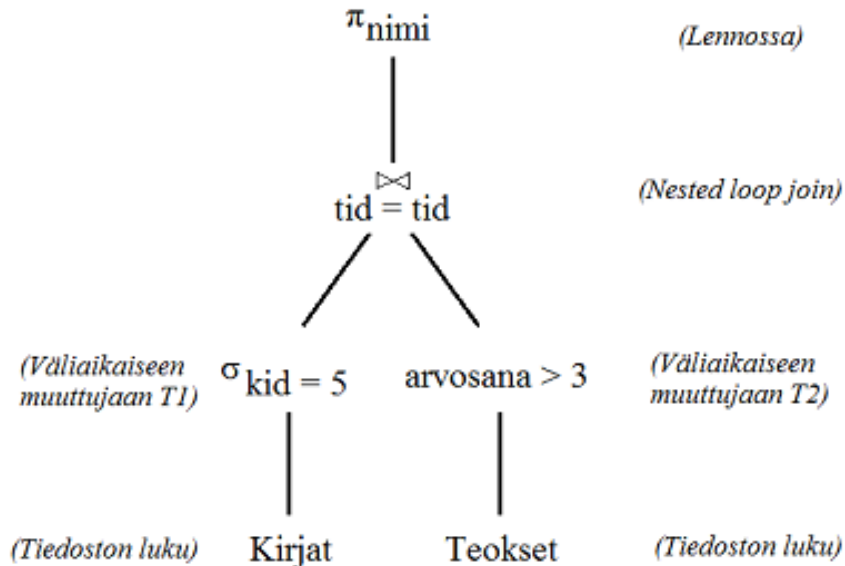 π nimi (Lennossa)
⋈
tid = tid (Nested loop join)
(Väliaikaiseen muuttujaan T1) σ kid = 5 arvosana > 3 (Väliaikaiseen muuttujaan T2)
(Tiedoston luku) Kirjat Teokset (Tiedoston luku)